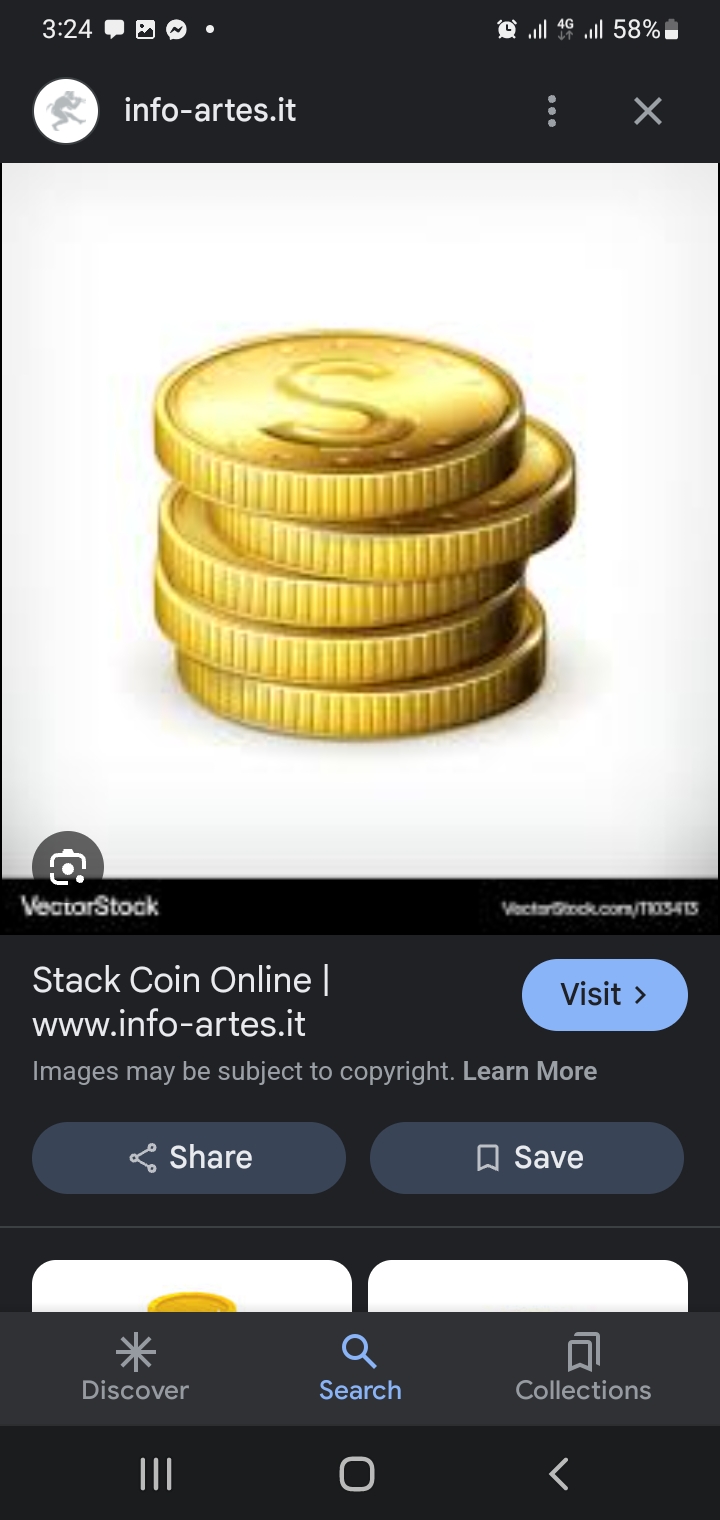 3:24
4G
58%
info-artes.it
S
VectorStock
VectorStock.com/1103413
Stack Coin Online |
www.info-artes.it
Visit
Images may be subject to copyright. Learn More
Share
Save
Discover
Search
Collections